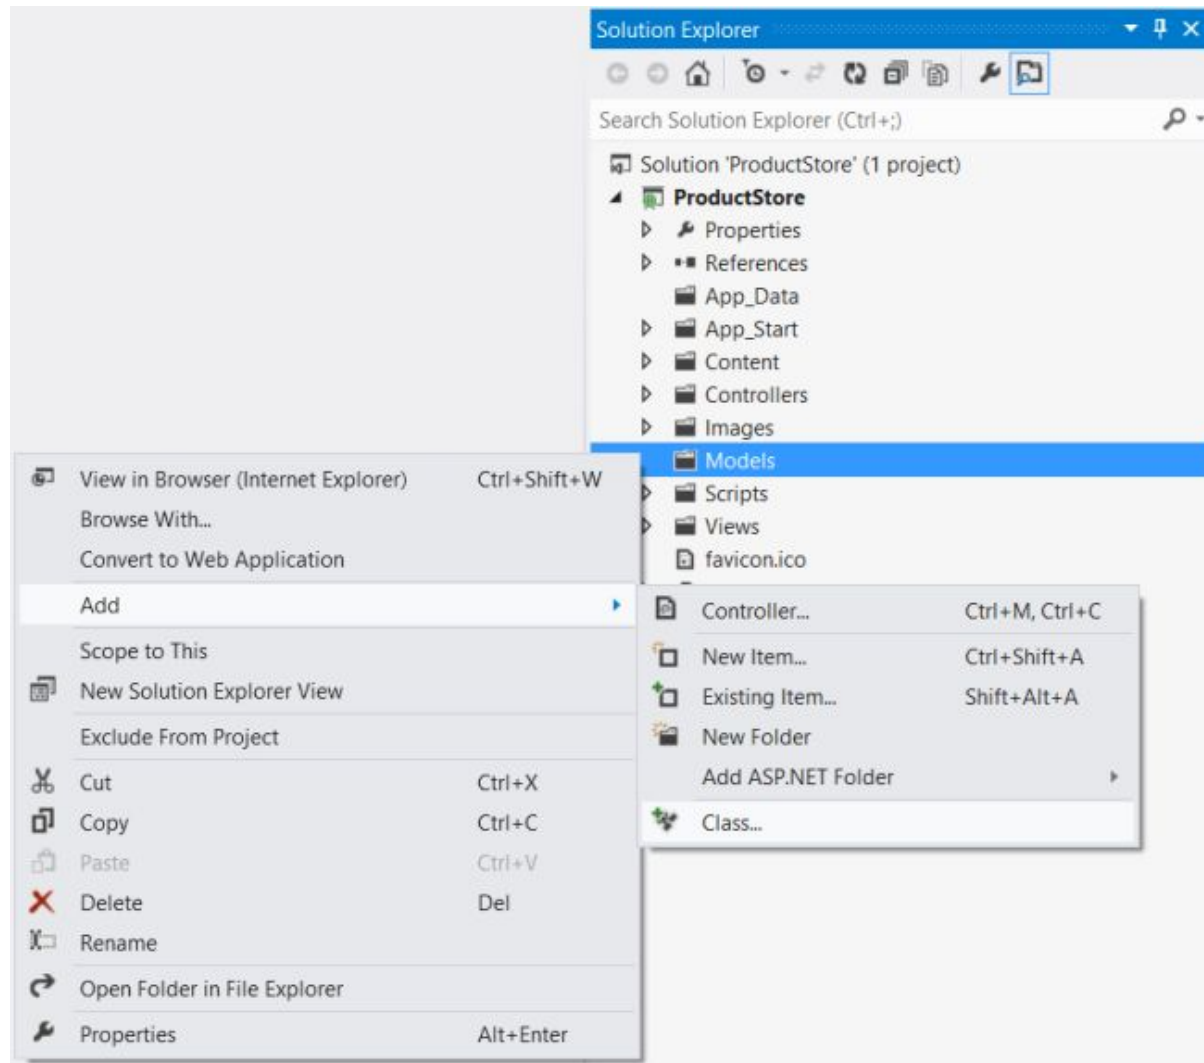 Solution Explorer
Search Solution Explorer (Ctrl+;)
Solution 'ProductStore' (1 project)
ProductStore
Properties
References
App_Data
App_Start
Content
Controllers
Images
Models
Scripts
Views
favicon.ico
View in Browser (Internet Explorer) Ctrl+Shift+W
Browse With...
Convert to Web Application
Add
Scope to This
New Solution Explorer View
Exclude From Project
Cut Ctrl+X
Copy Ctrl+C
Paste Ctrl+V
Delete Del
Rename
Open Folder in File Explorer
Properties Alt+Enter
Controller... Ctrl+M, Ctrl+C
New Item... Ctrl+Shift+A
Existing Item... Shift+Alt+A
New Folder
Add ASP.NET Folder
Class...